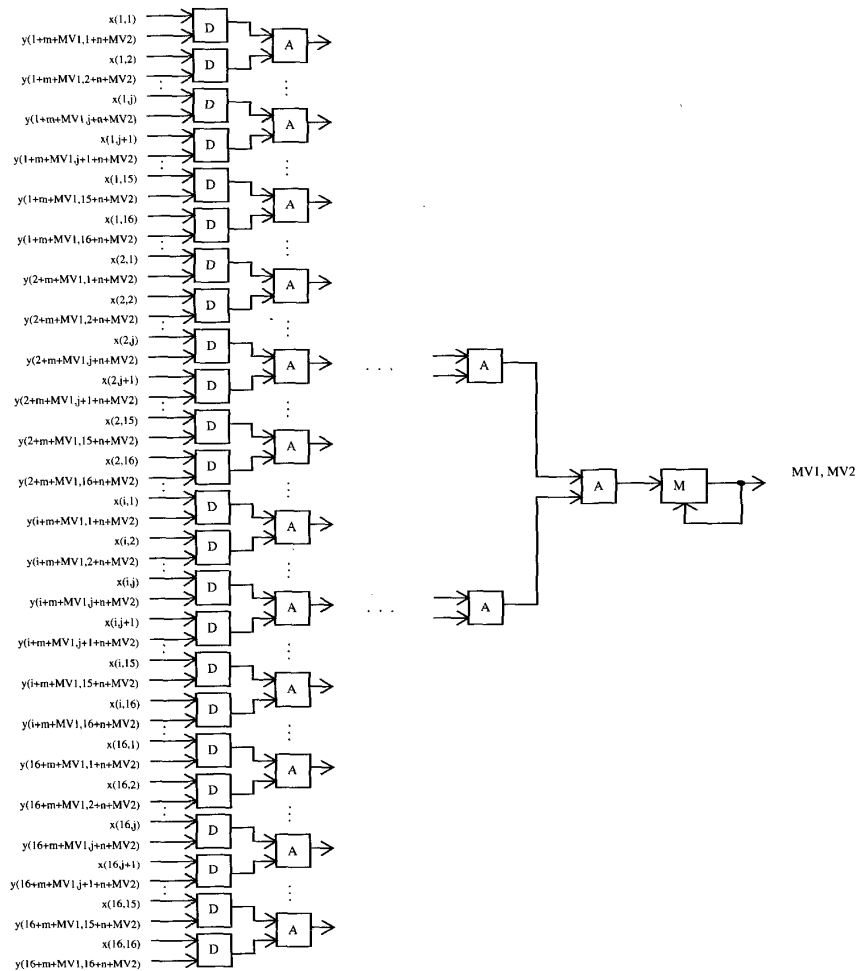 x(1,1)
D
y(1+m+MV1,1+n+MV2)
A
x(1,2)
D
y(1+m+MV1,2+n+MV2)
x(1,j)
D
y(1+m+MV1,j+n+MV2)
A
x(1,j+1)
D
y(1+m+MV1,j+1+n+MV2)
x(1,15)
D
y(1+m+MV1,15+n+MV2)
A
x(1,16)
D
y(1+m+MV1,16+n+MV2)
x(2,1)
D
y(2+m+MV1,1+n+MV2)
A
x(2,2)
D
y(2+m+MV1,2+n+MV2)
x(2,j)
D
y(2+m+MV1,j+n+MV2)
A
. . .
A
x(2,j+1)
D
y(2+m+MV1,j+1+n+MV2)
x(2,15)
D
y(2+m+MV1,15+n+MV2)
A
x(2,16)
D
y(2+m+MV1,16+n+MV2)
A
M
MV1, MV2
x(i,1)
D
y(i+m+MV1,1+n+MV2)
A
x(i,2)
D
y(i+m+MV1,2+n+MV2)
x(i,j)
D
y(i+m+MV1,j+n+MV2)
A
. . .
A
x(i,j+1)
D
y(i+m+MV1,j+1+n+MV2)
x(i,15)
D
y(i+m+MV1,15+n+MV2)
A
x(i,16)
D
y(i+m+MV1,16+n+MV2)
x(16,1)
D
y(16+m+MV1,1+n+MV2)
A
x(16,2)
D
y(16+m+MV1,2+n+MV2)
x(16,j)
D
y(16+m+MV1,j+n+MV2)
A
x(16,j+1)
D
y(16+m+MV1,j+1+n+MV2)
x(16,15)
D
y(16+m+MV1,15+n+MV2)
A
x(16,16)
D
y(16+m+MV1,16+n+MV2)